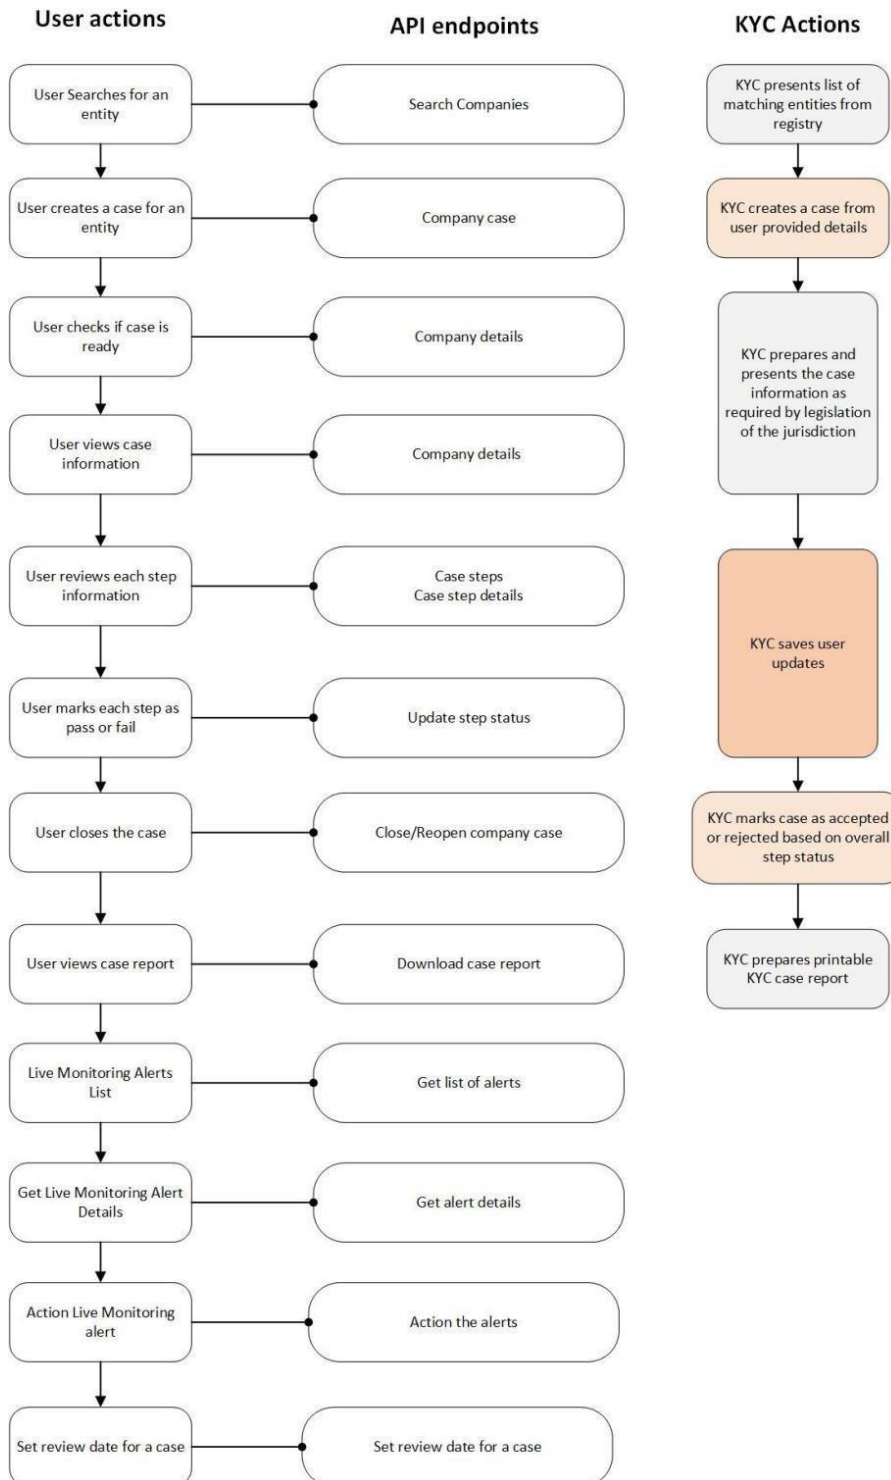 User actions
API endpoints
KYC Actions
User Searches for an
entity
Search Companies
KYC presents list of
matching entities from
registry
User creates a case for an
entity
Company case
KYC creates a case from
user provided details
User checks if case is
ready
Company details
KYC prepares and
presents the case
information as
required by legislation
of the jurisdiction
User views case
information
Company details
User reviews each step
information
Case steps
Case step details
KYC saves user
updates
User marks each step as
pass or fail
Update step status
User closes the case
Close/Reopen company case
KYC marks case as accepted
or rejected based on overall
step status
User views case report
Download case report
KYC prepares printable
KYC case report
Live Monitoring Alerts
List
Get list of alerts
Get Live Monitoring Alert
Details
Get alert details
Action Live Monitoring
alert
Action the alerts
Set review date for a case
Set review date for a case